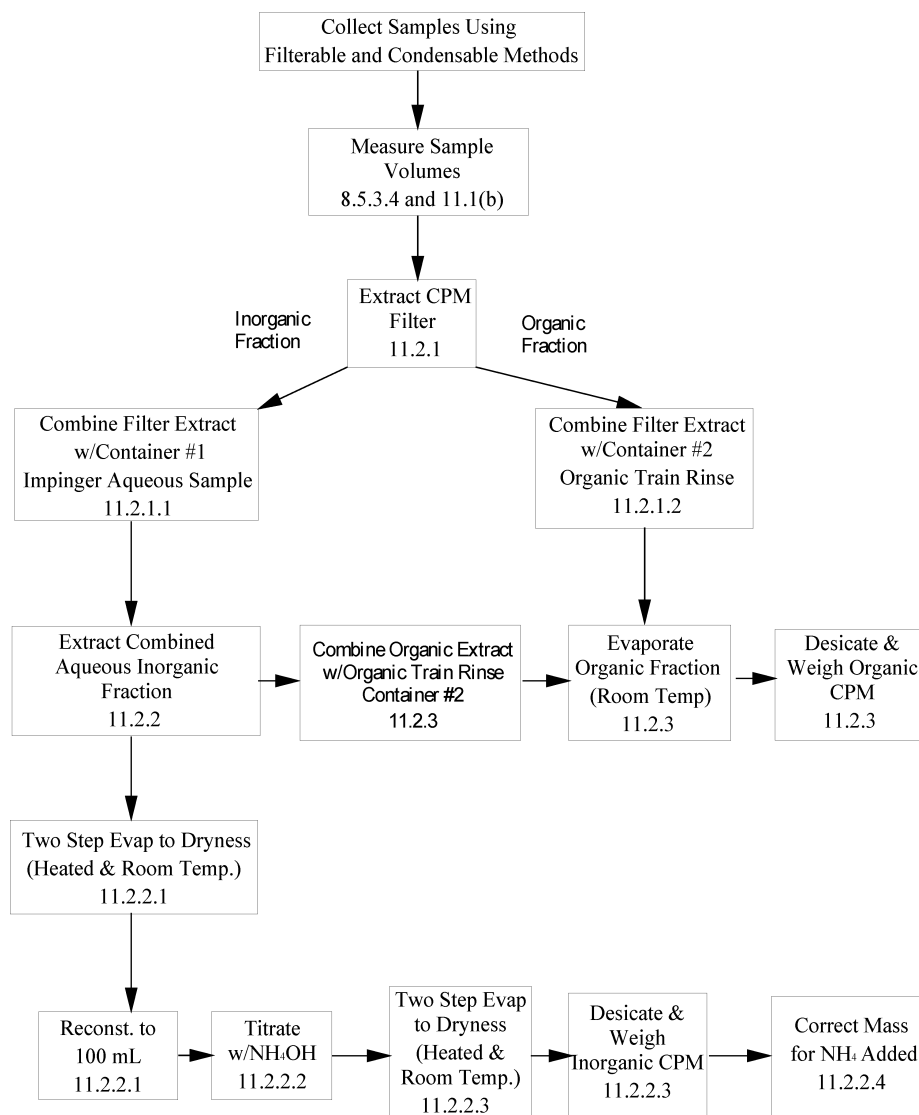 Collect Samples Using
Filterable and Condensable Methods
Measure Sample
Volumes
8.5.3.4 and 11.1(b)
Extract CPM
Filter
11.2.1
Inorganic
Fraction
Organic
Fraction
Combine Filter Extract
w/Container #1
Impinger Aqueous Sample
11.2.1.1
Combine Filter Extract
w/Container #2
Organic Train Rinse
11.2.1.2
Extract Combined
Aqueous Inorganic
Fraction
11.2.2
Combine Organic Extract
w/Organic Train Rinse
Container #2
11.2.3
Evaporate
Organic Fraction
(Room Temp)
11.2.3
Desicate &
Weigh Organic
CPM
11.2.3
Two Step Evap to Dryness
(Heated & Room Temp.)
11.2.2.1
Reconst. to
100 mL
11.2.2.1
Titrate
w/NH₄OH
11.2.2.2
Two Step Evap
to Dryness
(Heated &
Room Temp.)
11.2.2.3
Desicate &
Weigh
Inorganic CPM
11.2.2.3
Correct Mass
for NH₄ Added
11.2.2.4